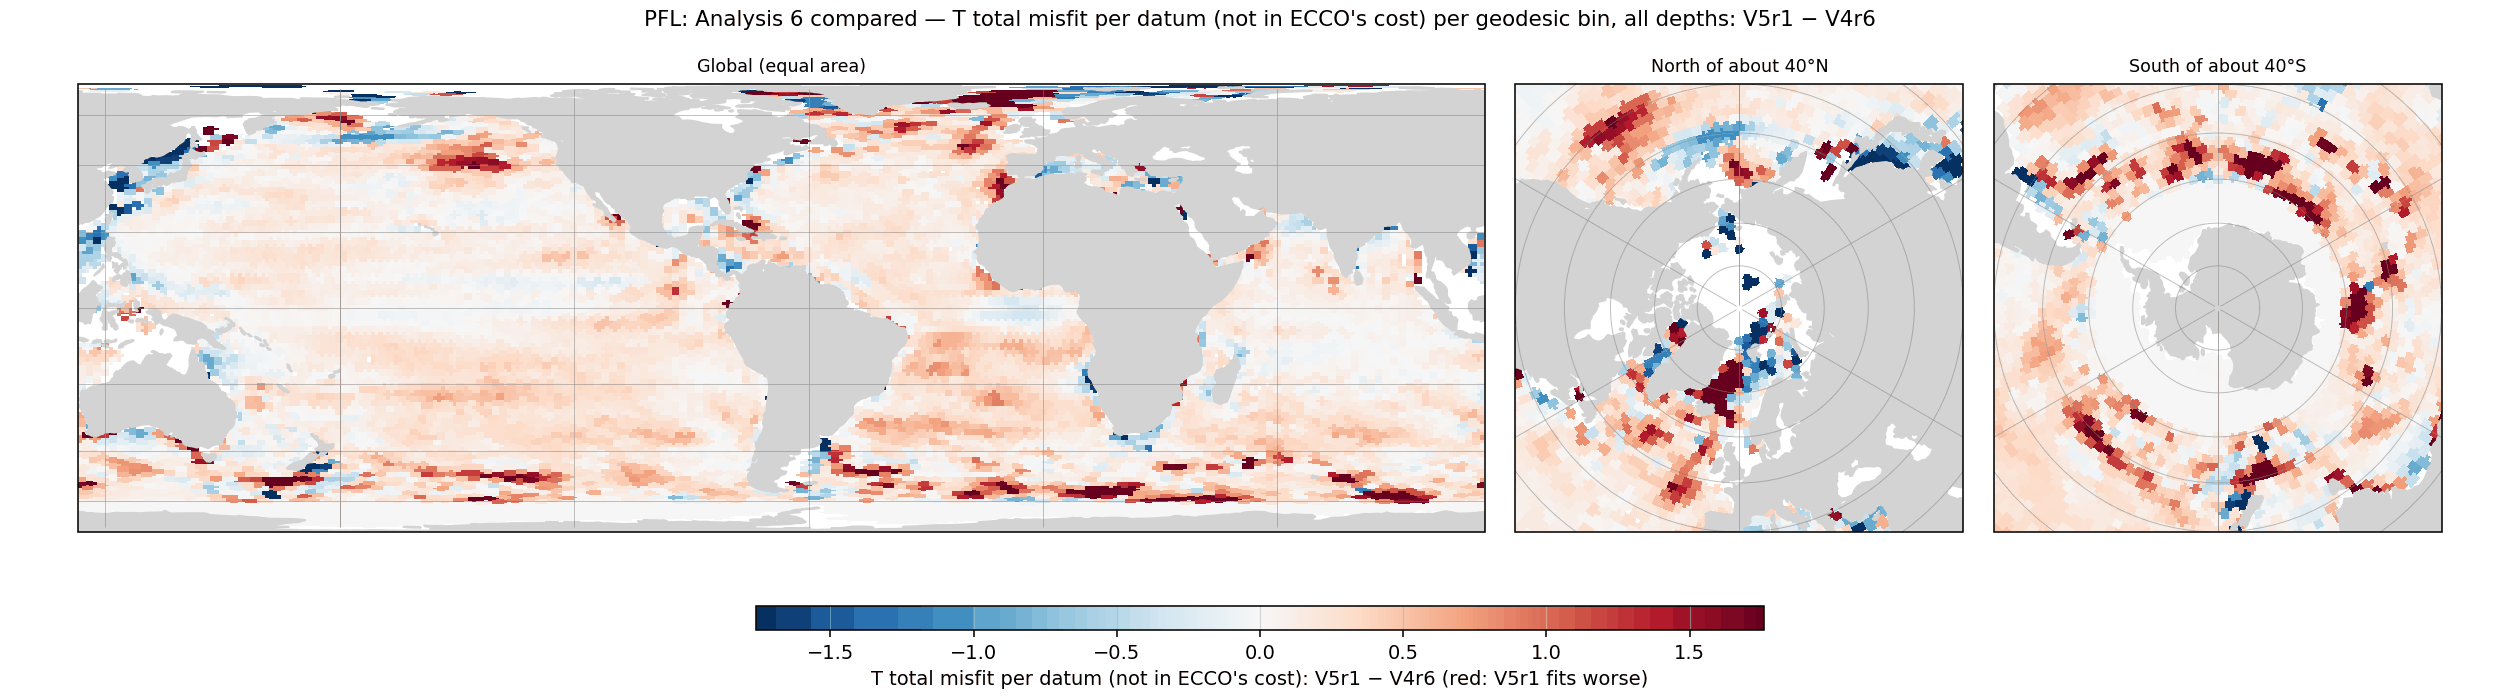 PFL: Analysis 6 compared — T total misfit per datum (not in ECCO's cost) per geodesic bin, all depths: V5r1 − V4r6
Global (equal area)
North of about 40°N
South of about 40°S
−1.5 −1.0 −0.5 0.0 0.5 1.0 1.5
T total misfit per datum (not in ECCO's cost): V5r1 − V4r6 (red: V5r1 fits worse)